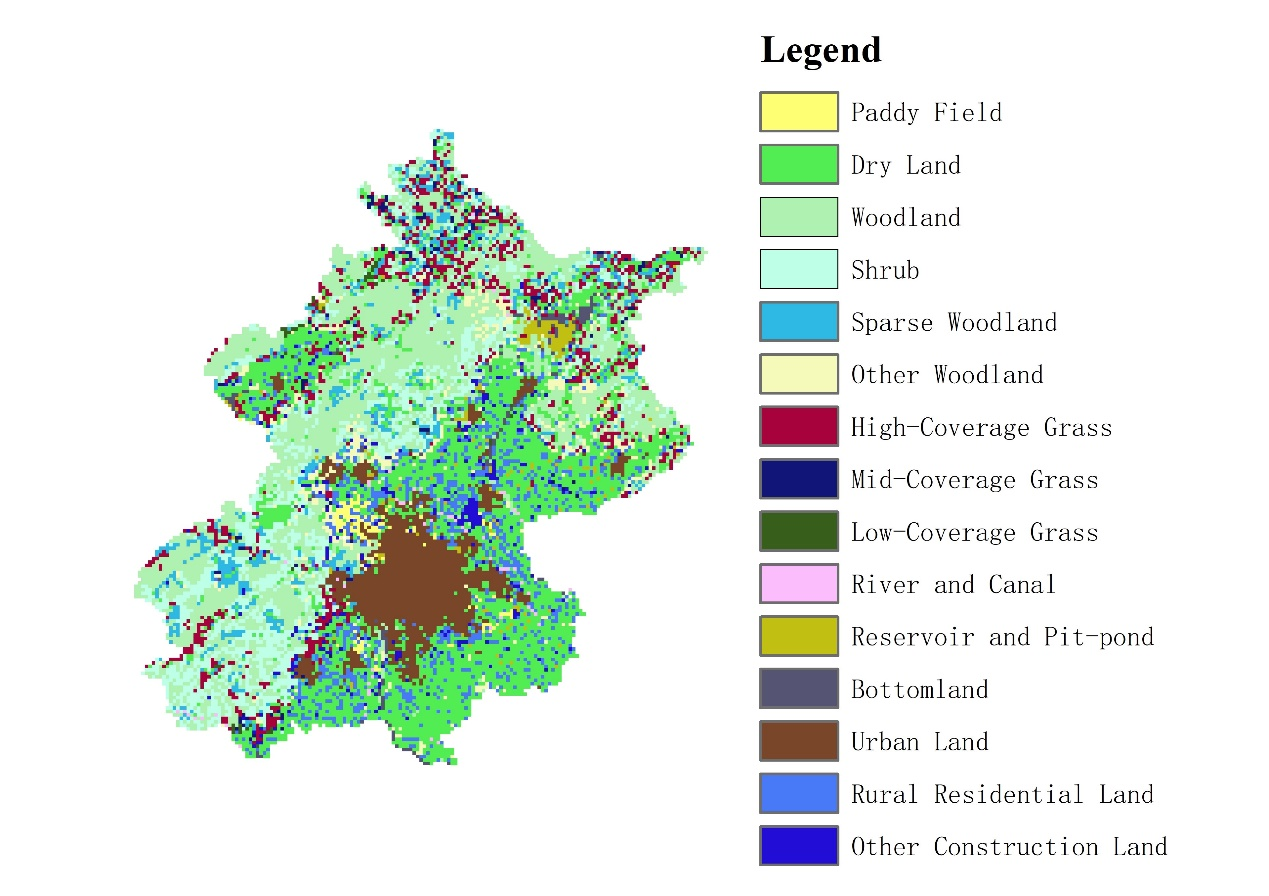 Legend
Paddy Field
Dry Land
Woodland
Shrub
Sparse Woodland
Other Woodland
High-Coverage Grass
Mid-Coverage Grass
Low-Coverage Grass
River and Canal
Reservoir and Pit-pond
Bottomland
Urban Land
Rural Residential Land
Other Construction Land